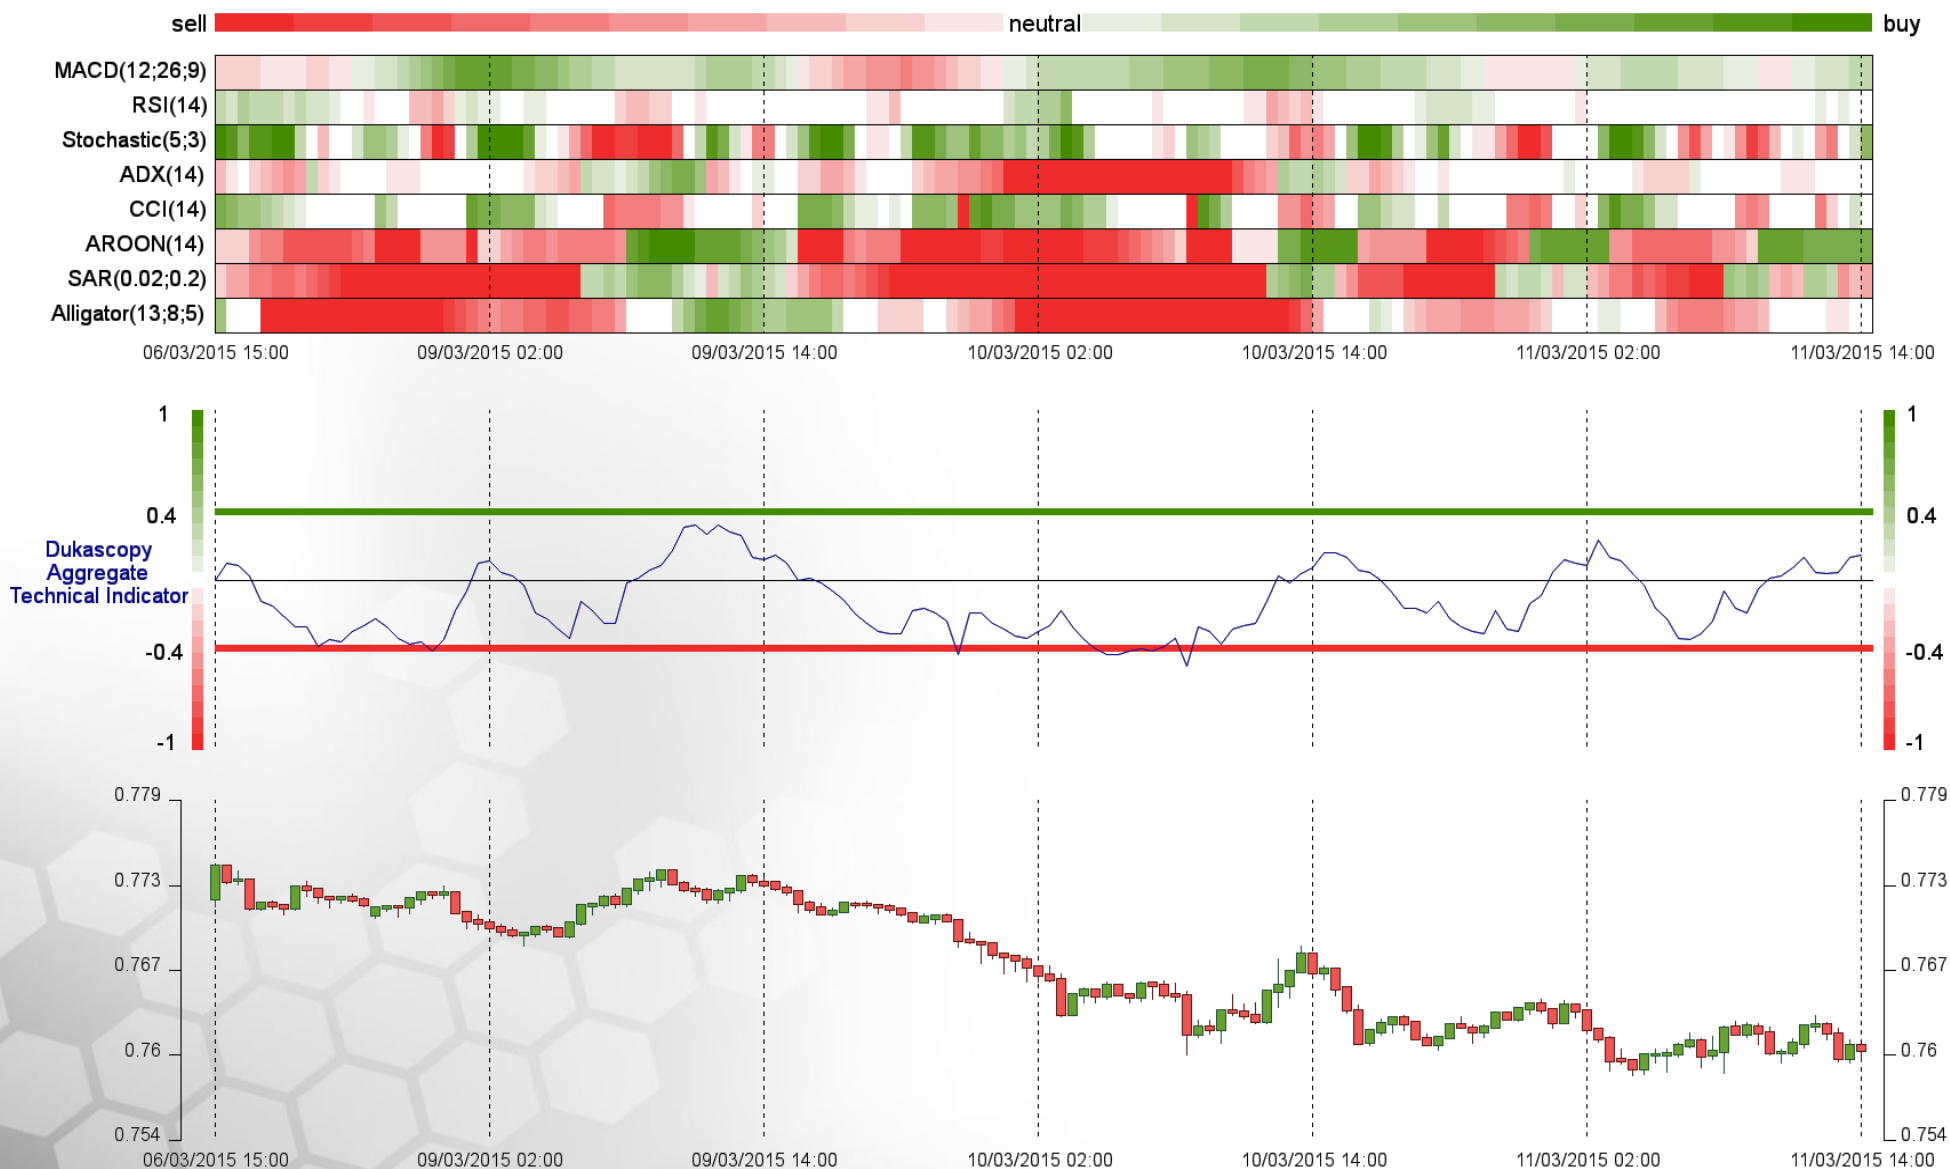 sell neutral buy
MACD(12;26;9)
RSI(14)
Stochastic(5;3)
ADX(14)
CCI(14)
AROON(14)
SAR(0.02;0.2)
Alligator(13;8;5)
06/03/2015 15:00 09/03/2015 02:00 09/03/2015 14:00 10/03/2015 02:00 10/03/2015 14:00 11/03/2015 02:00 11/03/2015 14:00
1 1
0.4 0.4
Dukascopy
Aggregate
Technical Indicator
-0.4 -0.4
-1 -1
0.779 0.779
0.773 0.773
0.767 0.767
0.76 0.76
0.754 0.754
06/03/2015 15:00 09/03/2015 02:00 09/03/2015 14:00 10/03/2015 02:00 10/03/2015 14:00 11/03/2015 02:00 11/03/2015 14:00